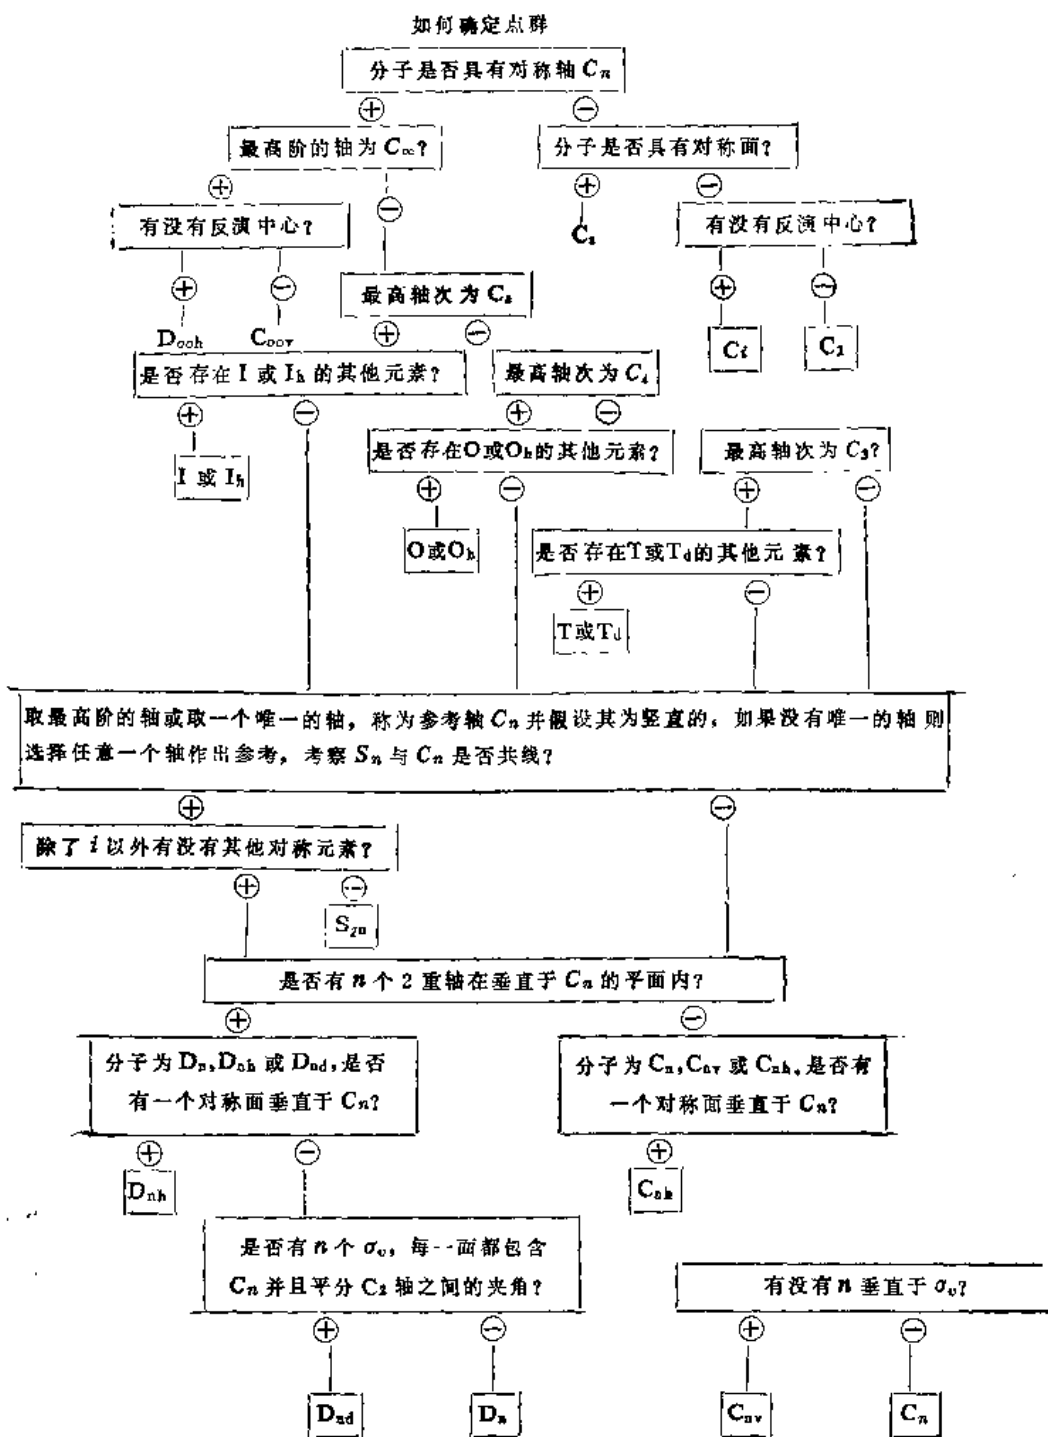 如何确定点群
分子是否具有对称轴 Cn
⊕ ⊖
最高阶的轴为 C∞? 分子是否具有对称面?
⊕ ⊖ ⊕ ⊖
有没有反演中心? Cs 有没有反演中心?
⊕ ⊖ 最高轴次为 C5 ⊕ ⊖
D∞h C∞v ⊕ ⊖ Ci C1
是否存在 I 或 Ih 的其他元素? 最高轴次为 C4
⊕ ⊖ ⊕ ⊖
是否存在O或Oh的其他元素? 最高轴次为 C3?
I 或 Ih ⊕ ⊖ ⊕ ⊖
O或Oh 是否存在T或Td的其他元素?
⊕ ⊖
T或Td
取最高阶的轴或取一个唯一的轴，称为参考轴 Cn 并假设其为竖直的，如果没有唯一的轴则
选择任意一个轴作出参考，考察 Sn 与 Cn 是否共线?
⊕ ⊖
除了 i 以外有没有其他对称元素?
⊕ ⊖
S2n
是否有 n 个 2 重轴在垂直于 Cn 的平面内?
⊕ ⊖
分子为 Dn,Dnh 或 Dnd,是否
有一个对称面垂直于 Cn?
分子为 Cn,Cnv 或 Cnh,是否有
一个对称面垂直于 Cn?
⊕ ⊖ ⊕
Dnh Cnh
是否有 n 个 σv，每一面都包含
Cn 并且平分 C2 轴之间的夹角?
有没有 n 垂直于 σv?
⊕ ⊖ ⊕ ⊖
Dnd Dn Cnv Cn